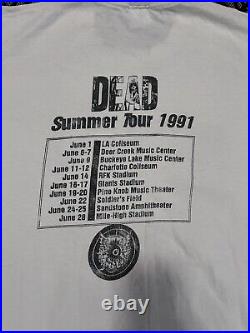 DEAD
Summer Tour 1991
June 1 LA Coliseum
June 6-7 Deer Creek Music Center
June 9 Buckeye Lake Music Center
June 11-12 Charlotte Coliseum
June 14 RFK Stadium
June 16-17 Giants Stadium
June 19-20 Pine Knob Music Theater
June 22 Soldier's Field
June 24-25 Sandstone Amphitheater
June 28 Mile-High Stadium